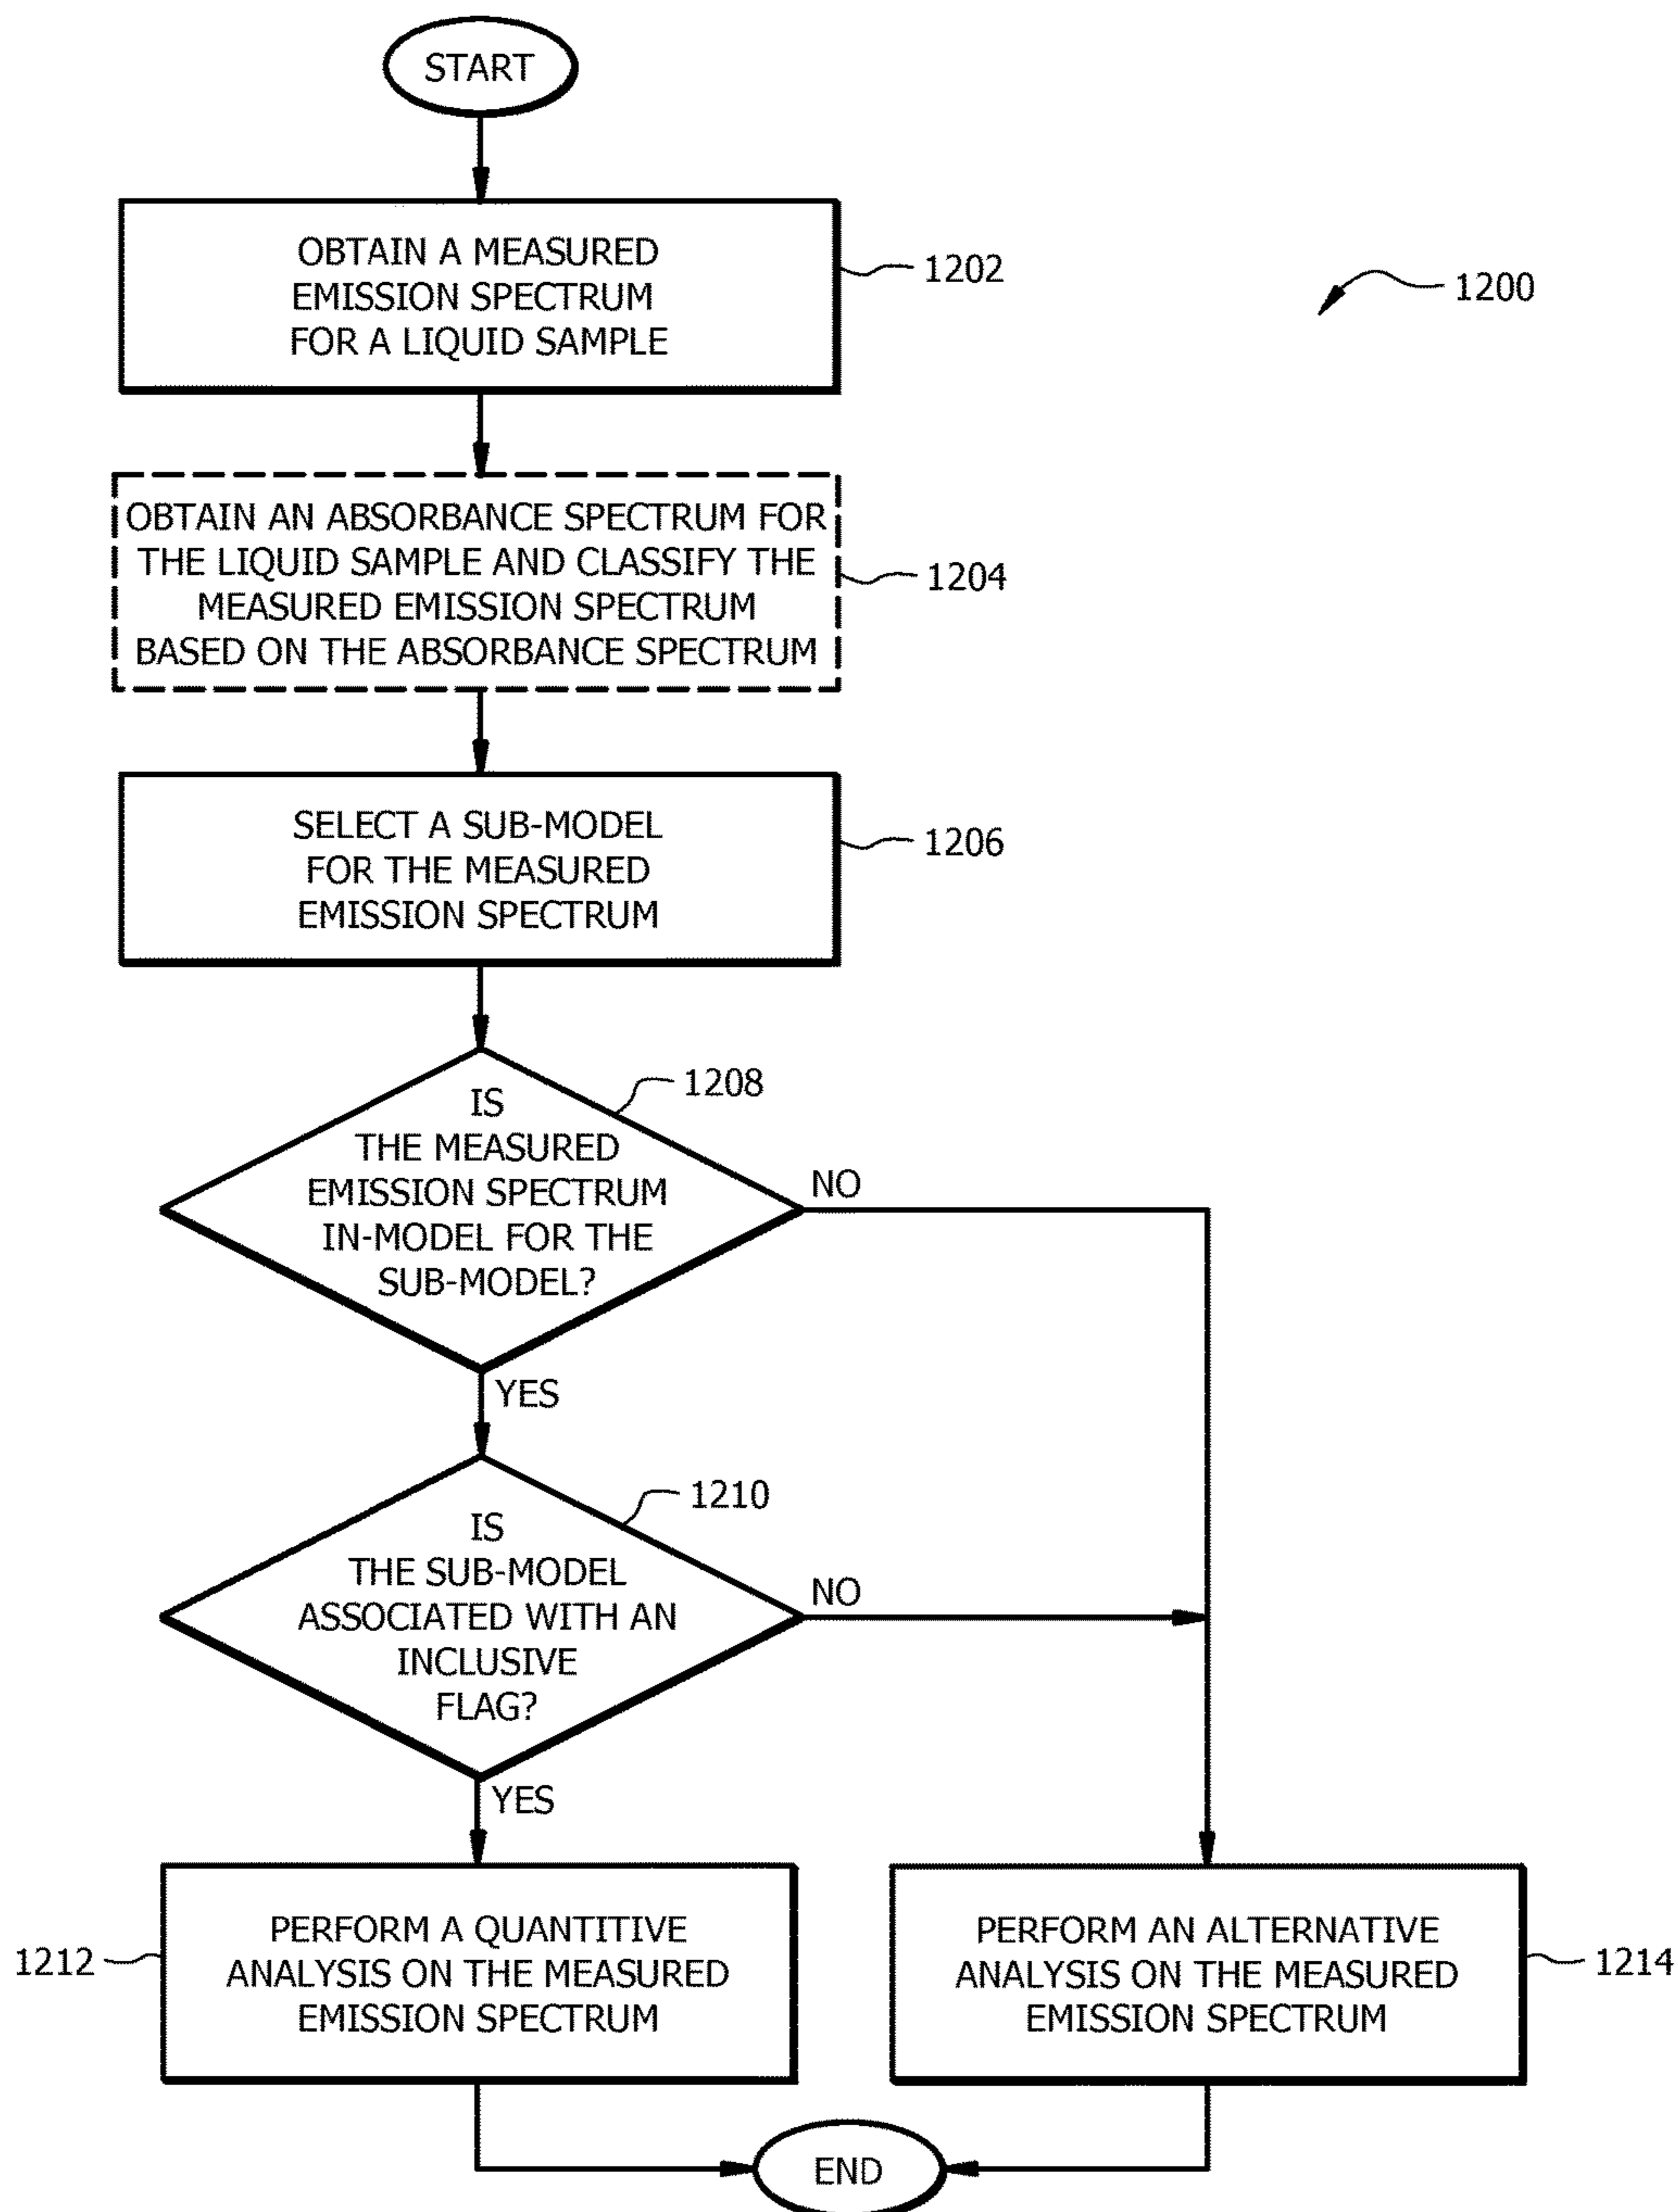 START
OBTAIN A MEASURED
EMISSION SPECTRUM
FOR A LIQUID SAMPLE
1202
1200
OBTAIN AN ABSORBANCE SPECTRUM FOR
THE LIQUID SAMPLE AND CLASSIFY THE
MEASURED EMISSION SPECTRUM
BASED ON THE ABSORBANCE SPECTRUM
1204
SELECT A SUB-MODEL
FOR THE MEASURED
EMISSION SPECTRUM
1206
IS
THE MEASURED
EMISSION SPECTRUM
IN-MODEL FOR THE
SUB-MODEL?
1208
NO
YES
IS
THE SUB-MODEL
ASSOCIATED WITH AN
INCLUSIVE
FLAG?
1210
NO
YES
PERFORM A QUANTITIVE
ANALYSIS ON THE MEASURED
EMISSION SPECTRUM
1212
PERFORM AN ALTERNATIVE
ANALYSIS ON THE MEASURED
EMISSION SPECTRUM
1214
END